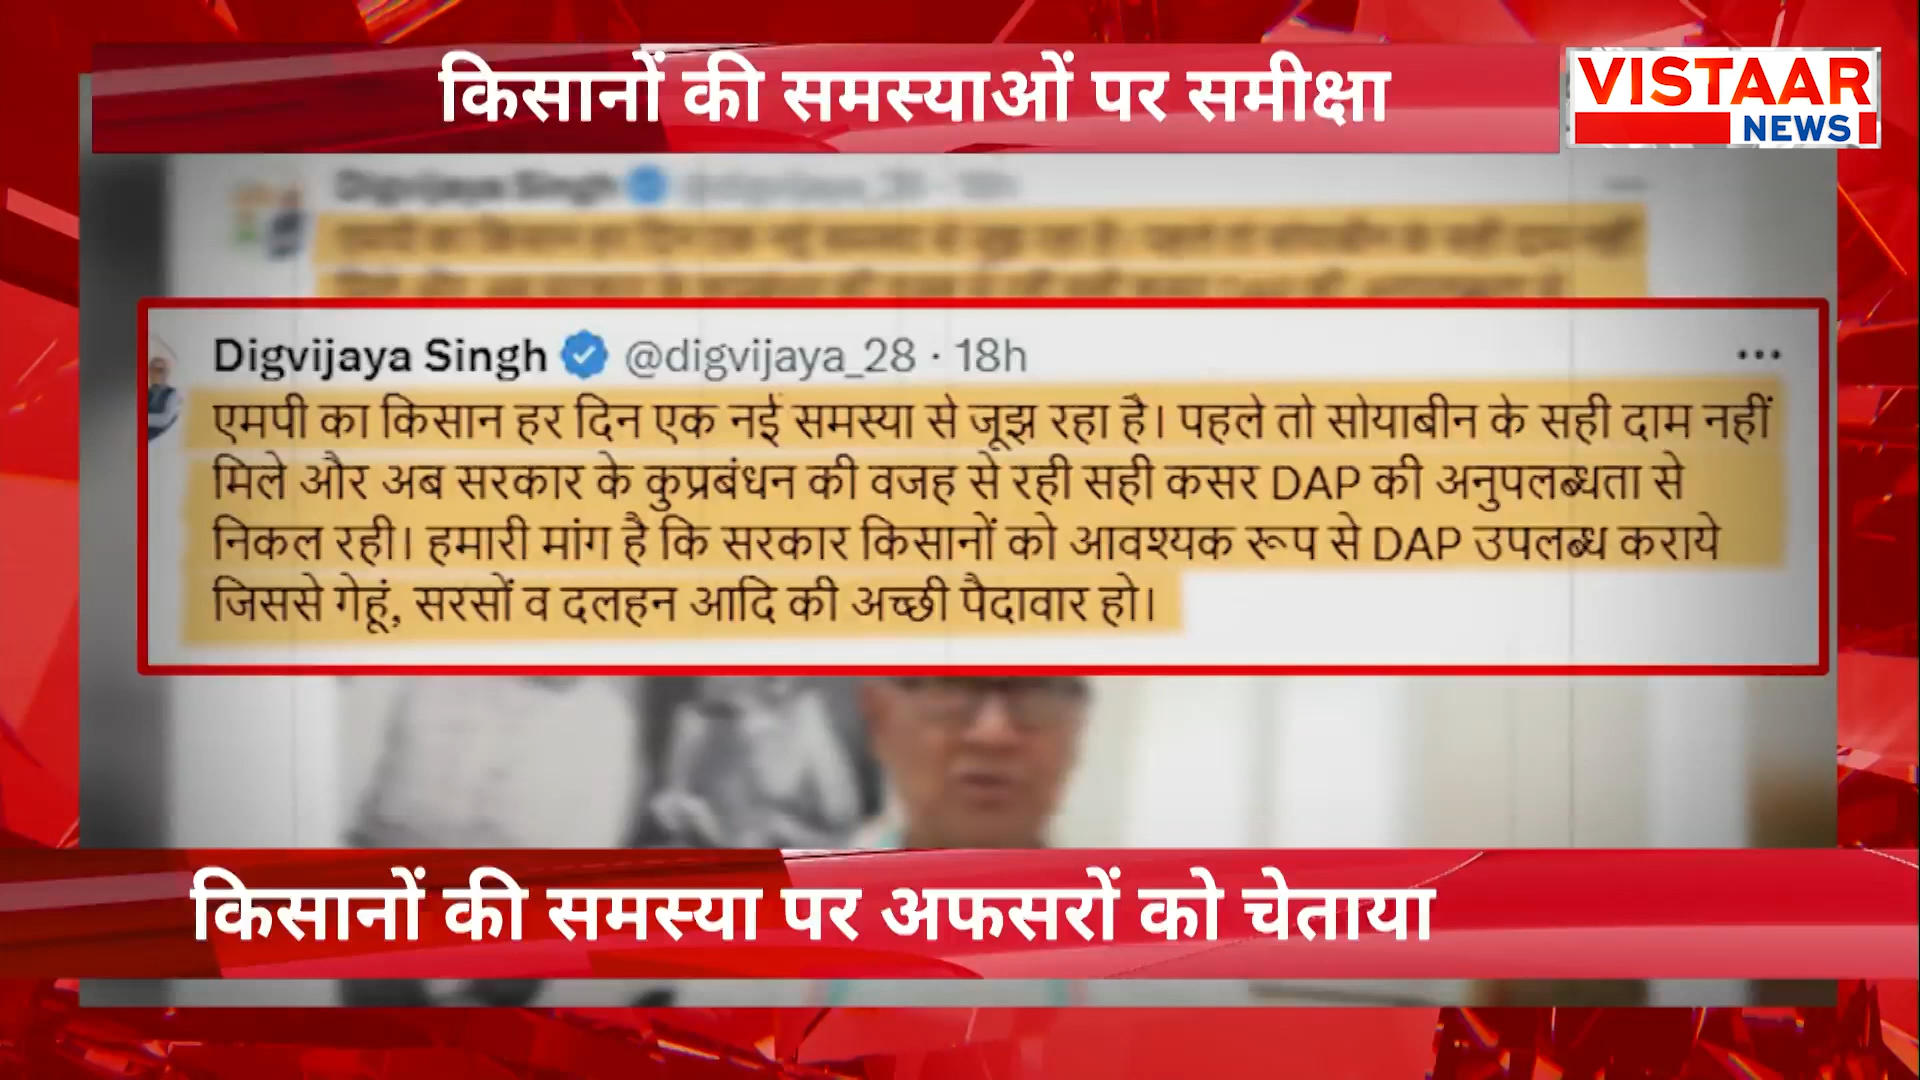 किसानों की समस्याओं पर समीक्षा
VISTAAR
NEWS
Digvijaya Singh @digvijaya_28 · 18h
एमपी का किसान हर दिन एक नई समस्या से जूझ रहा है। पहले तो सोयाबीन के सही दाम नहीं
मिले और अब सरकार के कुप्रबंधन की वजह से रही सही कसर DAP की अनुपलब्धता से
निकल रही। हमारी मांग है कि सरकार किसानों को आवश्यक रूप से DAP उपलब्ध कराये
जिससे गेहूं, सरसों व दलहन आदि की अच्छी पैदावार हो।
किसानों की समस्या पर अफसरों को चेताया